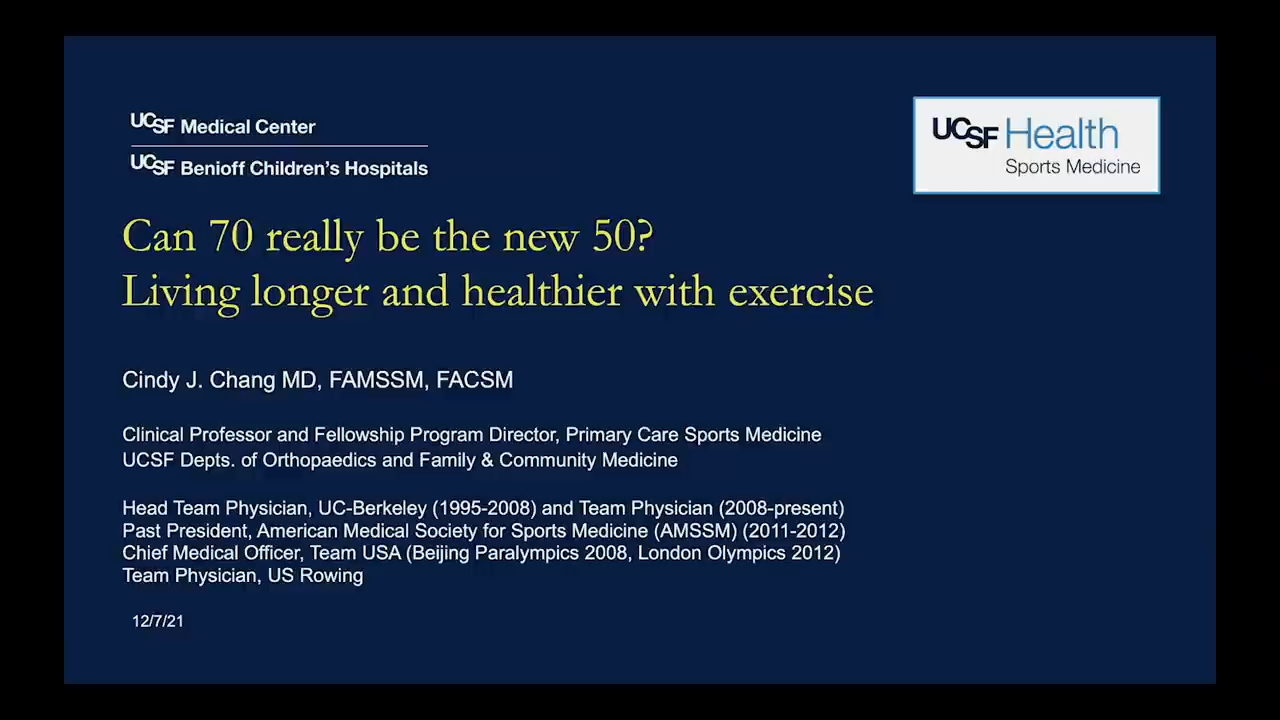 UCSF Medical Center
UCSF Benioff Children's Hospitals
UCSF Health
Sports Medicine
Can 70 really be the new 50?
Living longer and healthier with exercise
Cindy J. Chang MD, FAMSSM, FACSM
Clinical Professor and Fellowship Program Director, Primary Care Sports Medicine
UCSF Depts. of Orthopaedics and Family & Community Medicine
Head Team Physician, UC-Berkeley (1995-2008) and Team Physician (2008-present)
Past President, American Medical Society for Sports Medicine (AMSSM) (2011-2012)
Chief Medical Officer, Team USA (Beijing Paralympics 2008, London Olympics 2012)
Team Physician, US Rowing
12/7/21